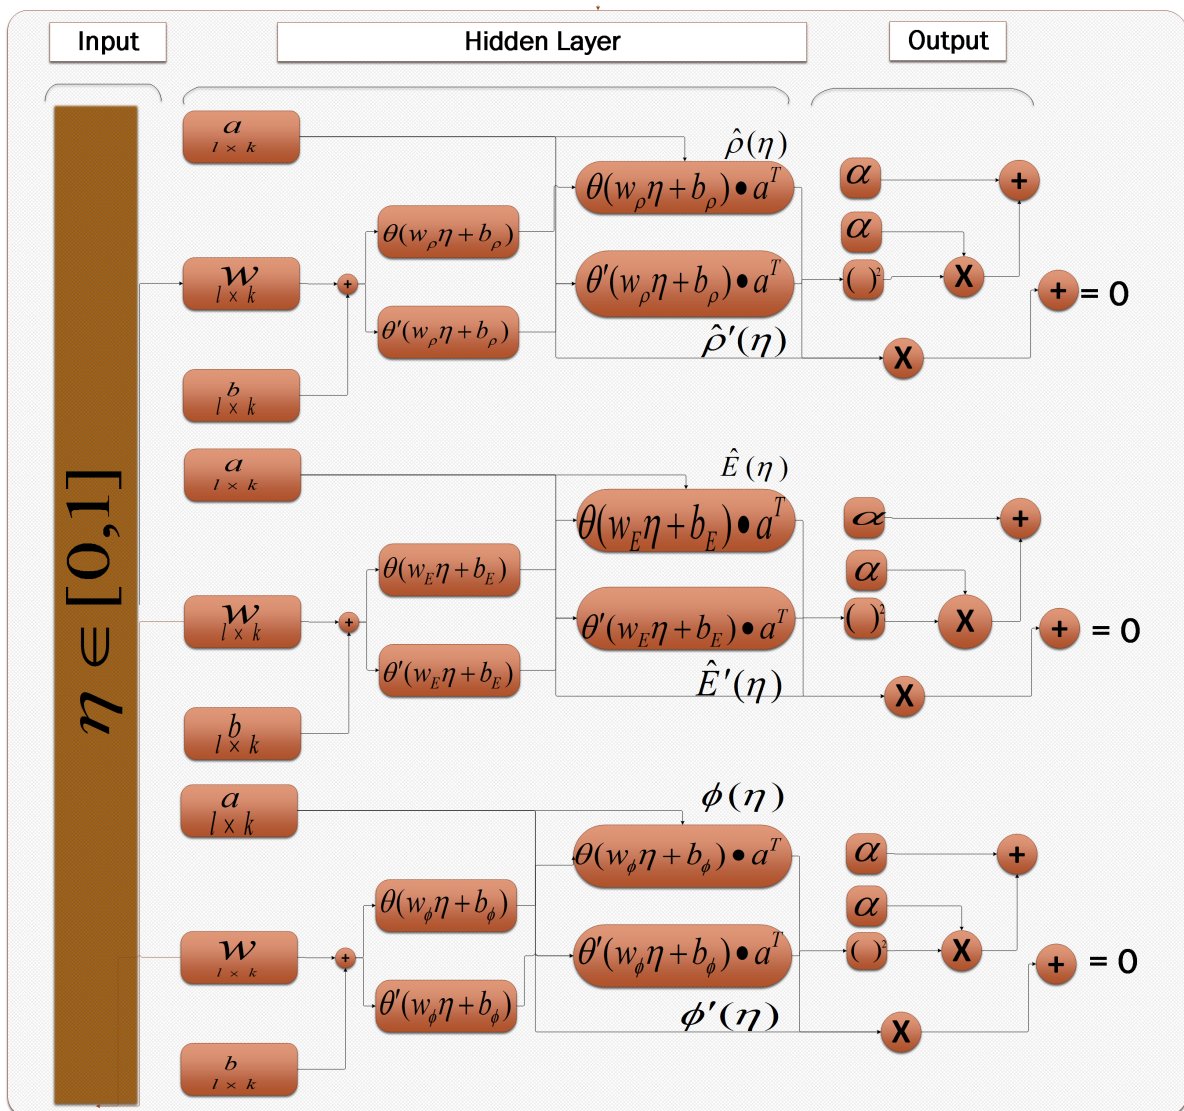 Input
Hidden Layer
Output
η ∈ [0,1]
a
l × k
w
l × k
b
l × k
+
θ(w_ρη + b_ρ)
θ′(w_ρη + b_ρ)
ρ̂(η)
θ(w_ρη + b_ρ) • a^T
θ′(w_ρη + b_ρ) • a^T
ρ̂′(η)
α
α
( )²
X
+
X
+ = 0
a
l × k
w
l × k
b
l × k
+
θ(w_Eη + b_E)
θ′(w_Eη + b_E)
Ê(η)
θ(w_Eη + b_E) • a^T
θ′(w_Eη + b_E) • a^T
Ê′(η)
α
α
( )²
X
+
X
+ = 0
a
l × k
w
l × k
b
l × k
+
θ(w_ϕη + b_ϕ)
θ′(w_ϕη + b_ϕ)
ϕ(η)
θ(w_ϕη + b_ϕ) • a^T
θ′(w_ϕη + b_ϕ) • a^T
ϕ′(η)
α
α
( )²
X
+
X
+ = 0